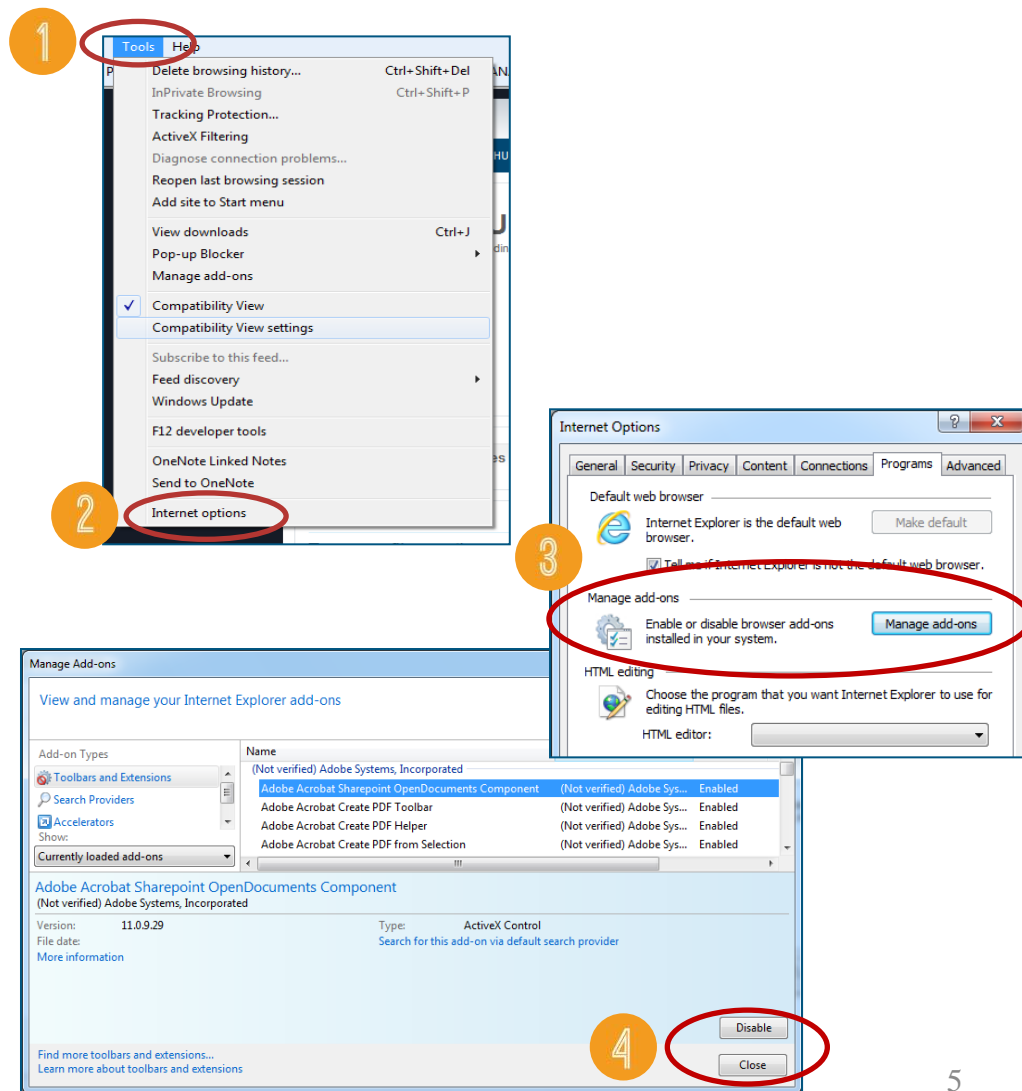 1
Tools Help
Delete browsing history... Ctrl+Shift+Del
InPrivate Browsing Ctrl+Shift+P
Tracking Protection...
ActiveX Filtering
Diagnose connection problems...
Reopen last browsing session
Add site to Start menu
View downloads Ctrl+J
Pop-up Blocker
Manage add-ons
Compatibility View
Compatibility View settings
Subscribe to this feed...
Feed discovery
Windows Update
F12 developer tools
OneNote Linked Notes
Send to OneNote
2
Internet options
3
Internet Options
General Security Privacy Content Connections Programs Advanced
Default web browser
Internet Explorer is the default web
browser.
Make default
Tell me if Internet Explorer is not the default web browser.
Manage add-ons
Enable or disable browser add-ons
installed in your system.
Manage add-ons
HTML editing
Choose the program that you want Internet Explorer to use for
editing HTML files.
HTML editor:
Manage Add-ons
View and manage your Internet Explorer add-ons
Add-on Types
Toolbars and Extensions
Search Providers
Accelerators
Show:
Currently loaded add-ons
Name
(Not verified) Adobe Systems, Incorporated
Adobe Acrobat Sharepoint OpenDocuments Component (Not verified) Adobe Sys... Enabled
Adobe Acrobat Create PDF Toolbar (Not verified) Adobe Sys... Enabled
Adobe Acrobat Create PDF Helper (Not verified) Adobe Sys... Enabled
Adobe Acrobat Create PDF from Selection (Not verified) Adobe Sys... Enabled
Adobe Acrobat Sharepoint OpenDocuments Component
(Not verified) Adobe Systems, Incorporated
Version: 11.0.9.29 Type: ActiveX Control
File date: Search for this add-on via default search provider
More information
4
Disable
Close
Find more toolbars and extensions...
Learn more about toolbars and extensions
5